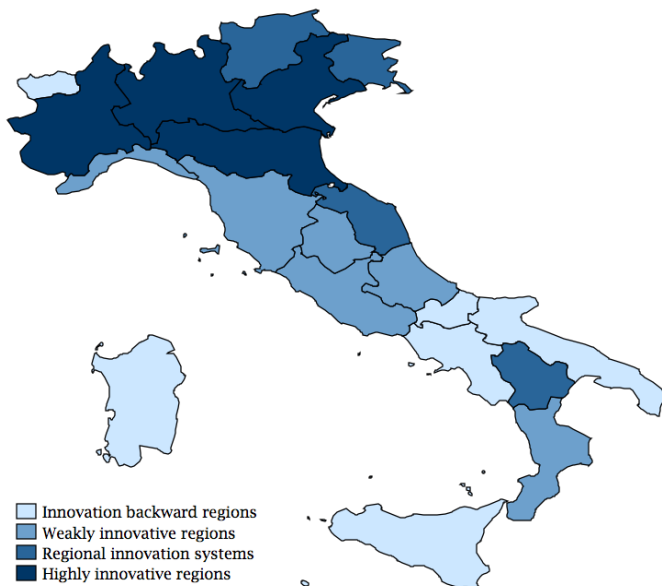 Innovation backward regions
Weakly innovative regions
Regional innovation systems
Highly innovative regions